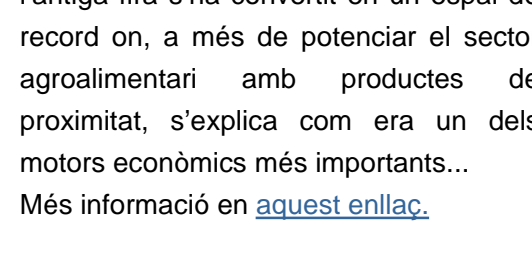 l'antiga fira s'ha convertit en un espai de
record on, a més de potenciar el sector
agroalimentari amb productes de
proximitat, s'explica com era un dels
motors econòmics més importants...
Més informació en aquest enllaç.